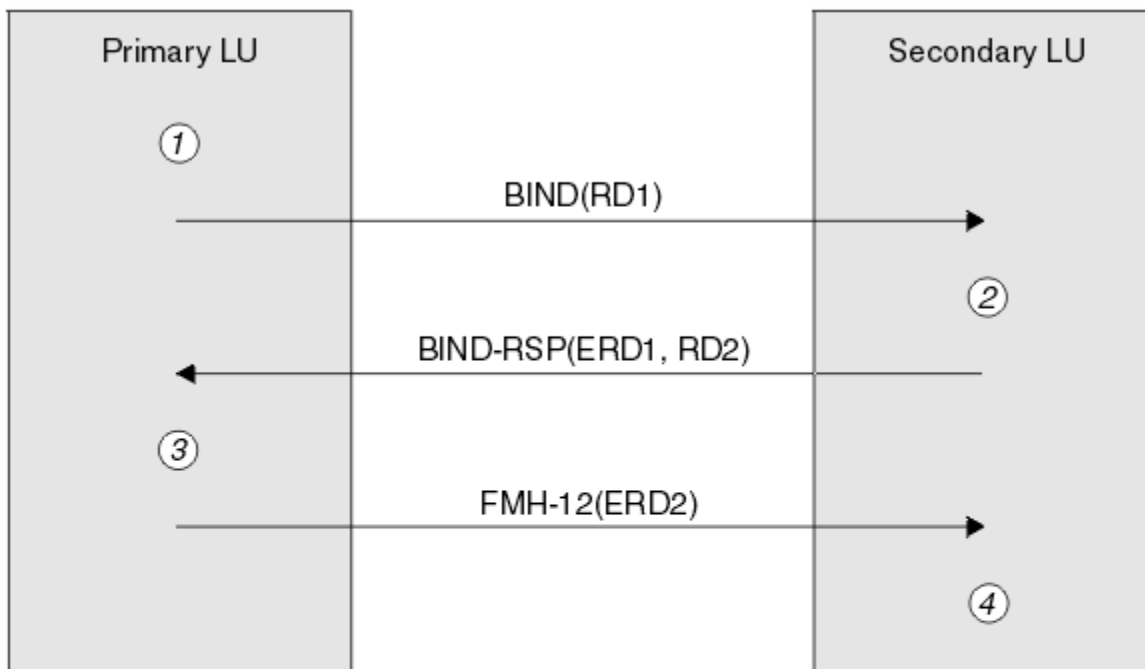 Primary LU
Secondary LU
1
BIND(RD1)
2
BIND-RSP(ERD1, RD2)
3
FMH-12(ERD2)
4